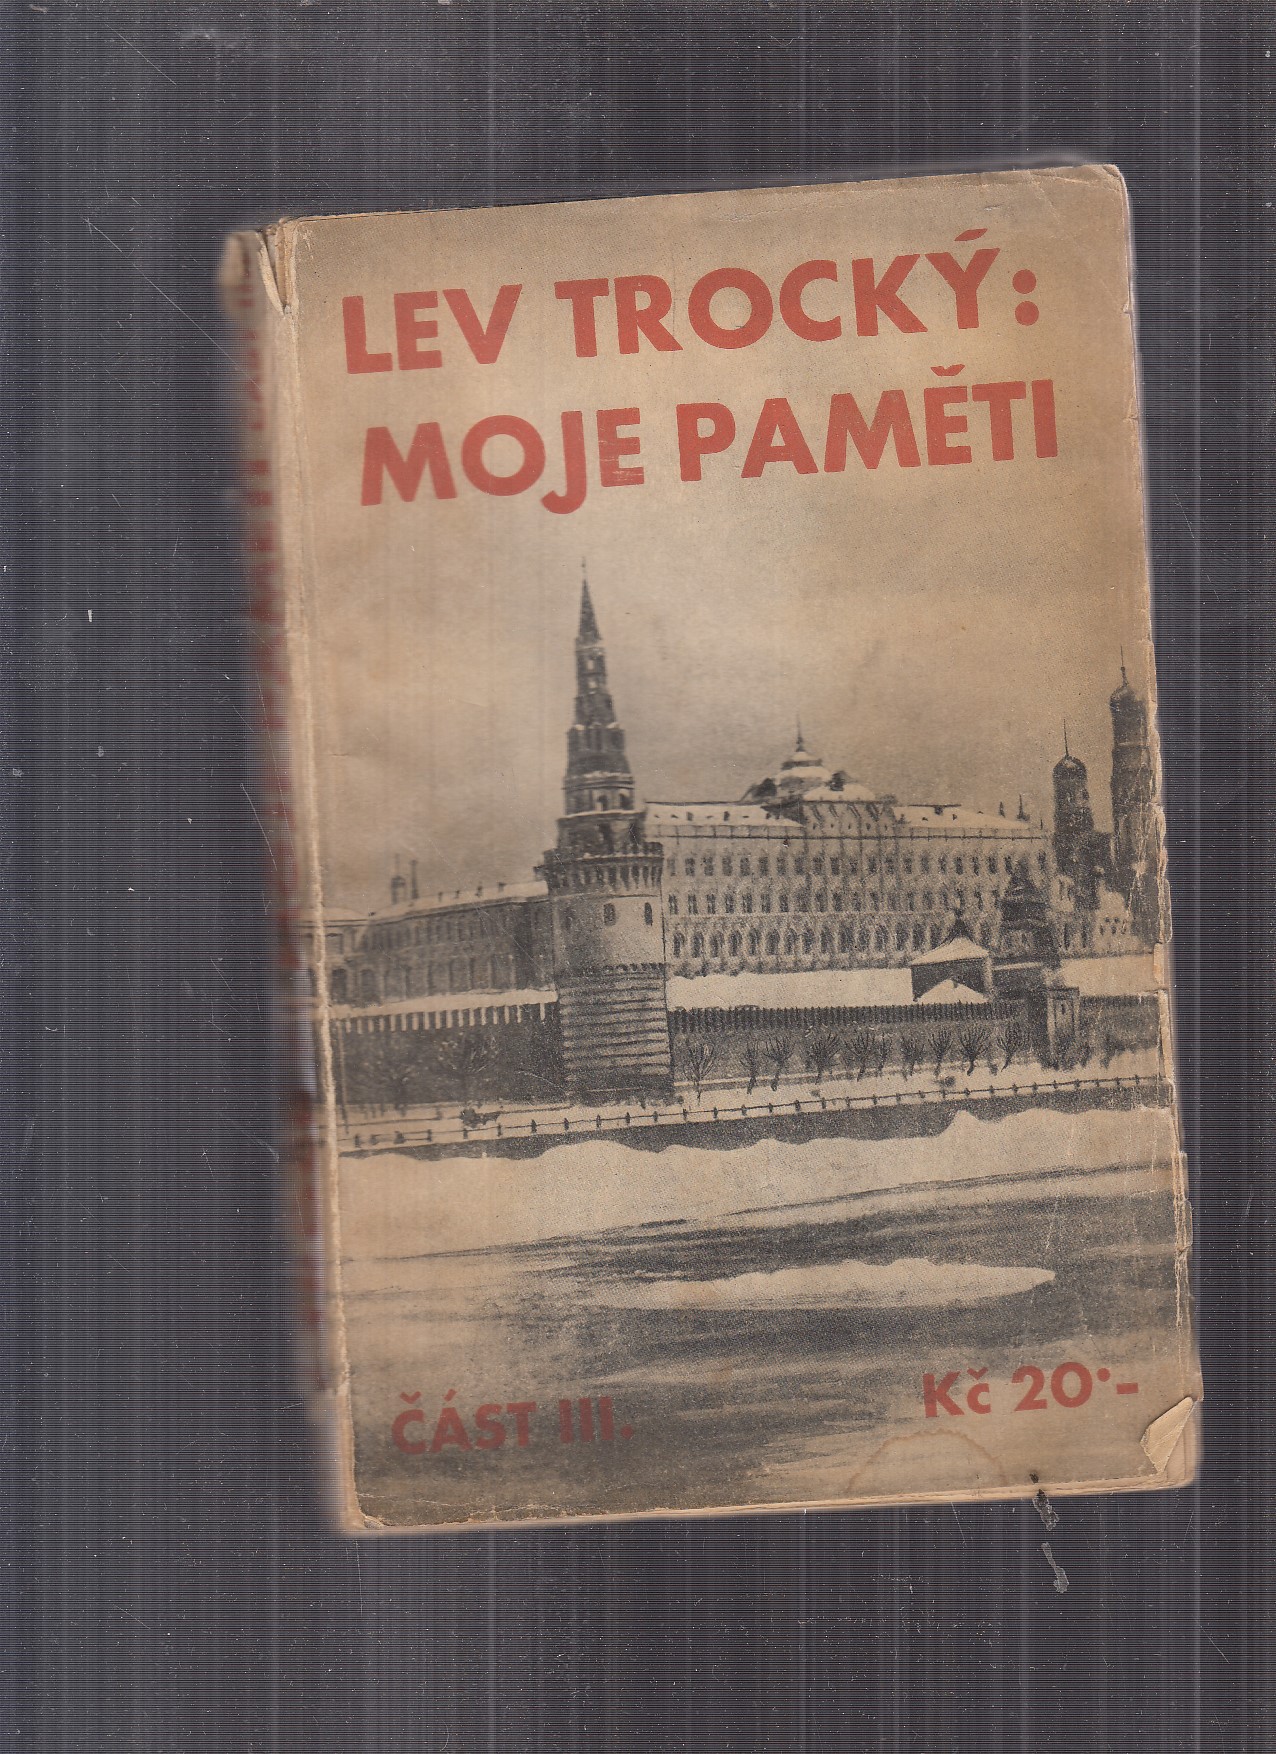 LEV TROCKÝ:
MOJE PAMĚTI
ČÁST III.
Kč 20·-